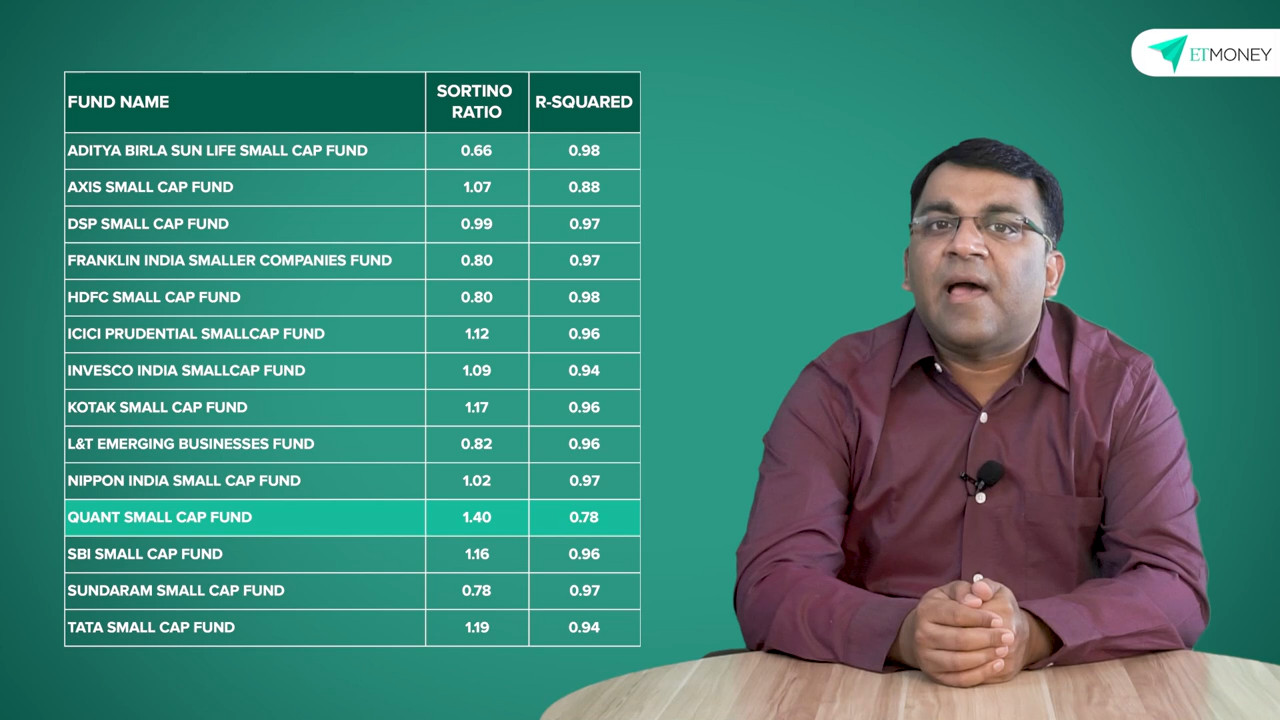 ETMONEY
FUND NAME SORTINO RATIO R-SQUARED
ADITYA BIRLA SUN LIFE SMALL CAP FUND 0.66 0.98
AXIS SMALL CAP FUND 1.07 0.88
DSP SMALL CAP FUND 0.99 0.97
FRANKLIN INDIA SMALLER COMPANIES FUND 0.80 0.97
HDFC SMALL CAP FUND 0.80 0.98
ICICI PRUDENTIAL SMALLCAP FUND 1.12 0.96
INVESCO INDIA SMALLCAP FUND 1.09 0.94
KOTAK SMALL CAP FUND 1.17 0.96
L&T EMERGING BUSINESSES FUND 0.82 0.96
NIPPON INDIA SMALL CAP FUND 1.02 0.97
QUANT SMALL CAP FUND 1.40 0.78
SBI SMALL CAP FUND 1.16 0.96
SUNDARAM SMALL CAP FUND 0.78 0.97
TATA SMALL CAP FUND 1.19 0.94